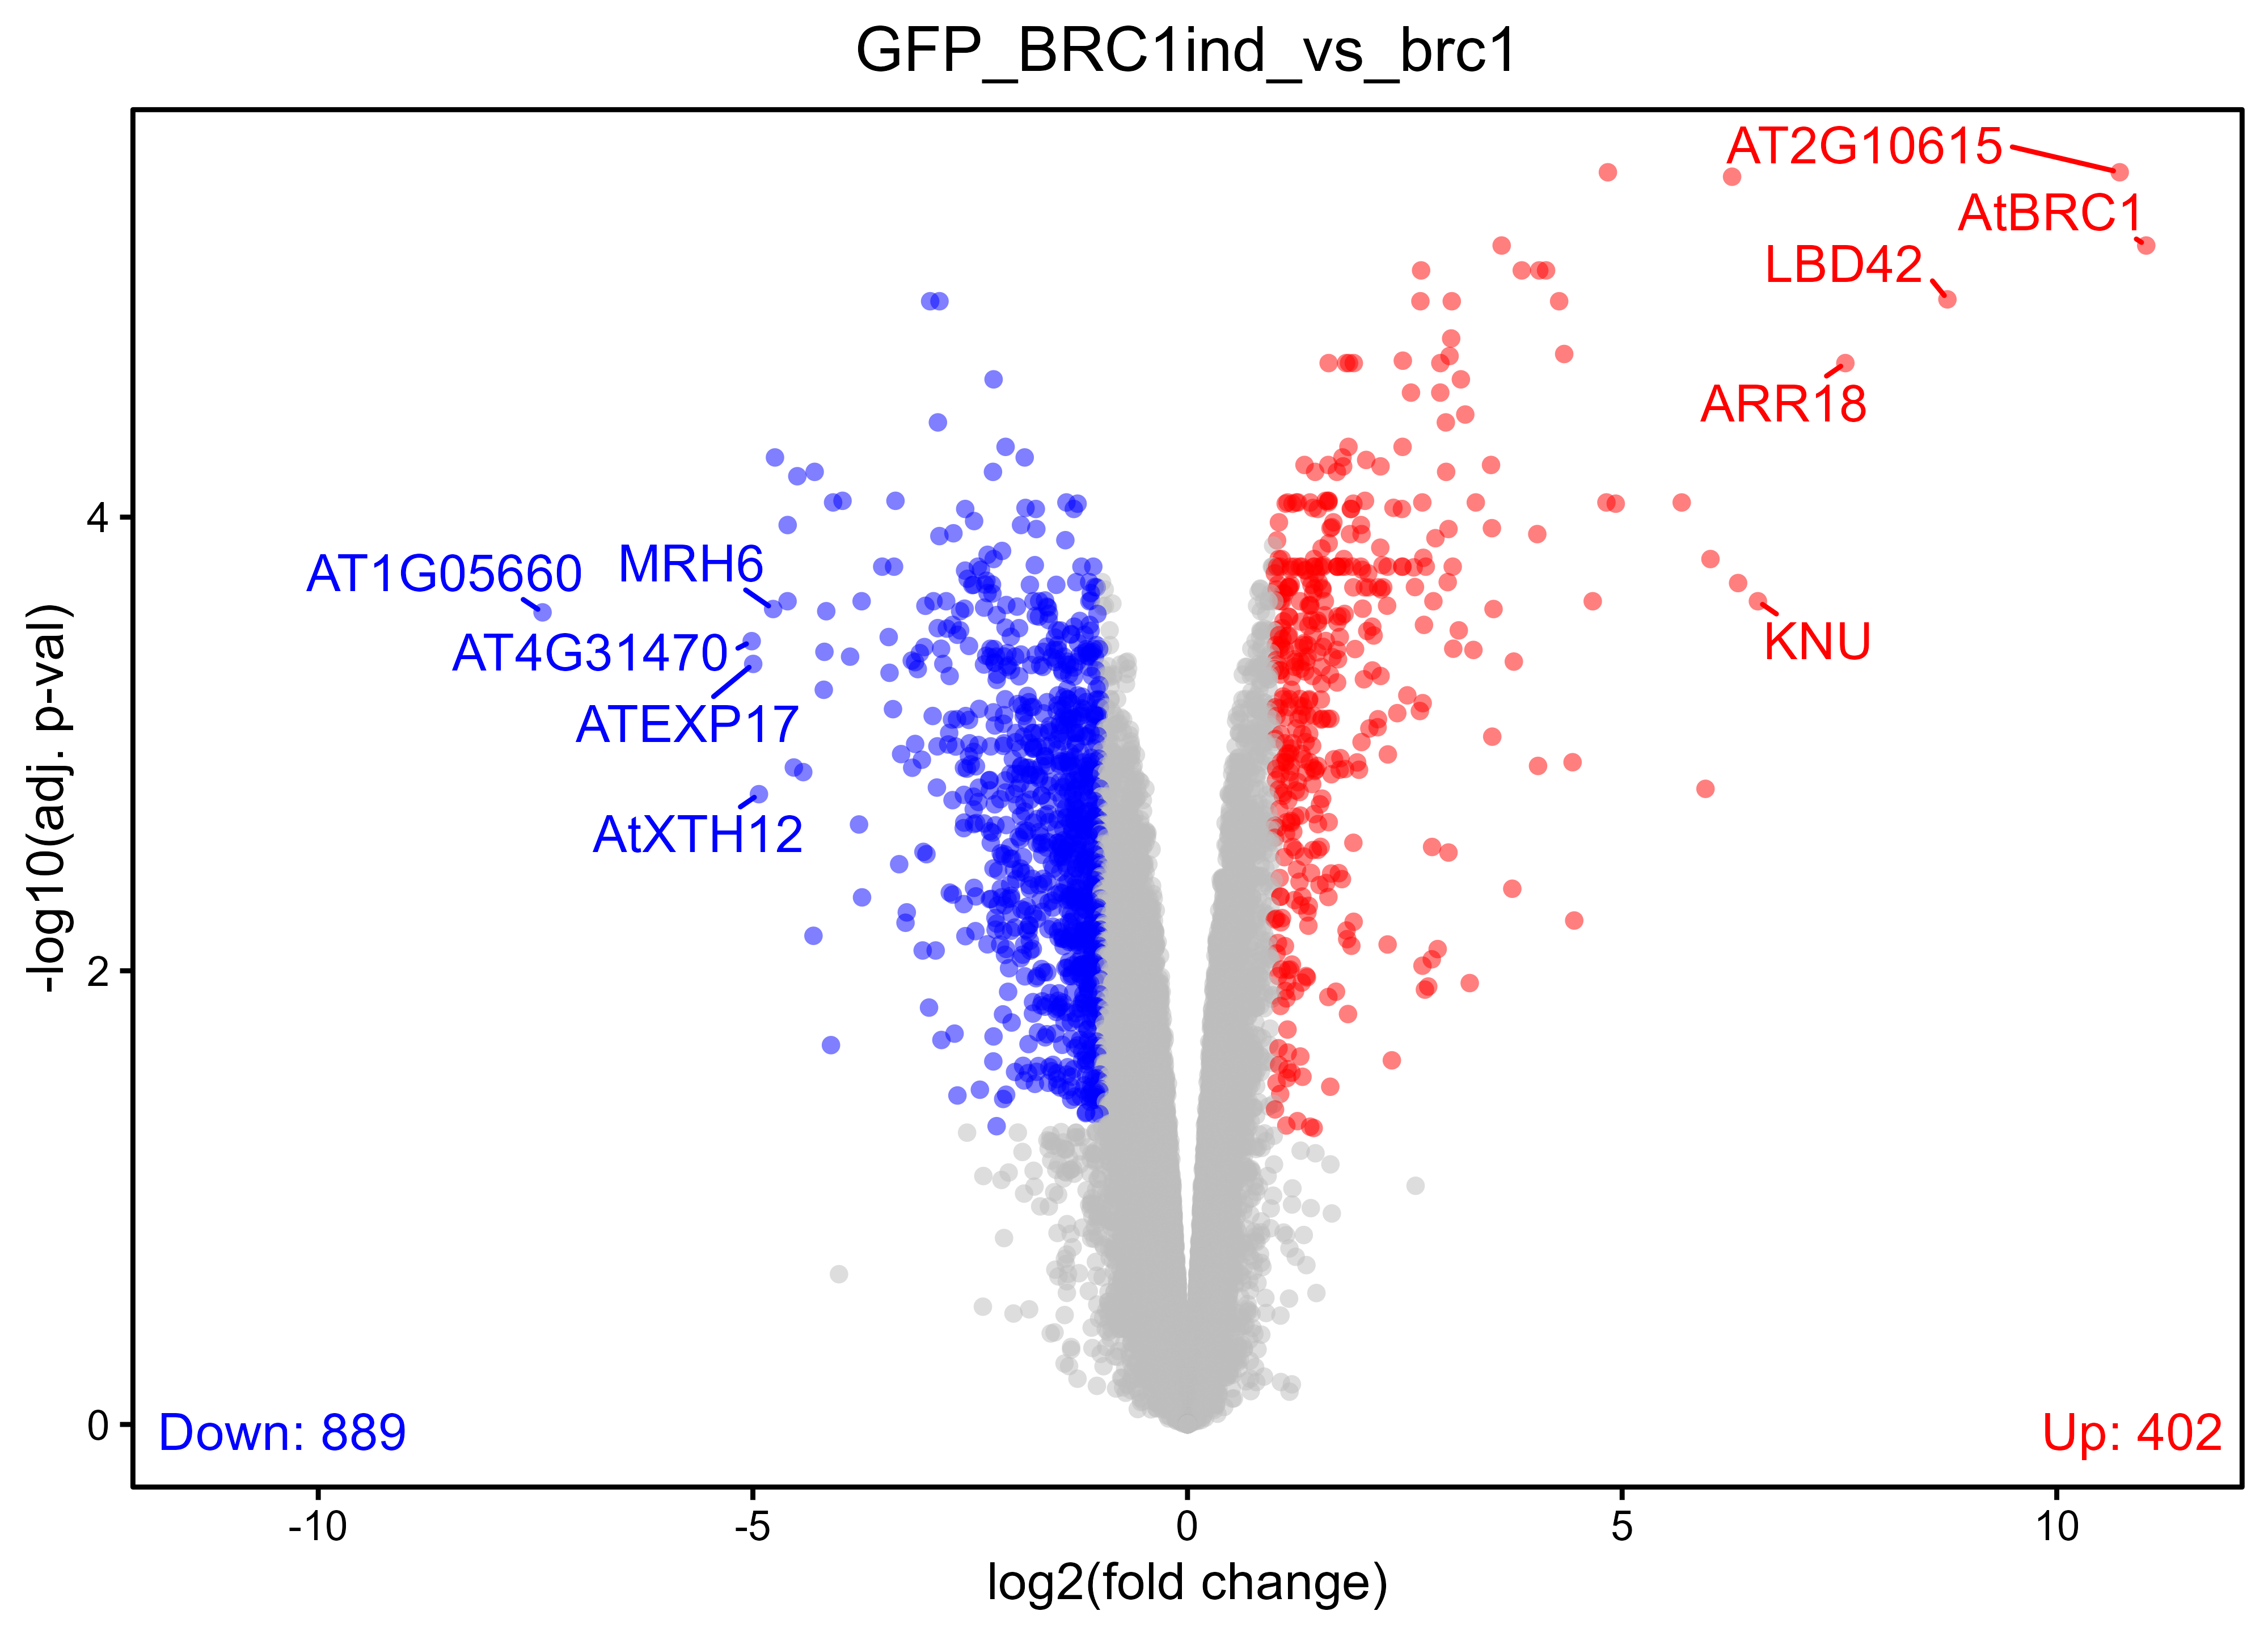 GFP_BRC1ind_vs_brc1
AT2G10615
AtBRC1
LBD42
ARR18
4
AT1G05660
MRH6
AT4G31470
KNU
ATEXP17
AtXTH12
-log10(adj. p-val)
2
0
Down: 889
Up: 402
-10
-5
0
5
10
log2(fold change)